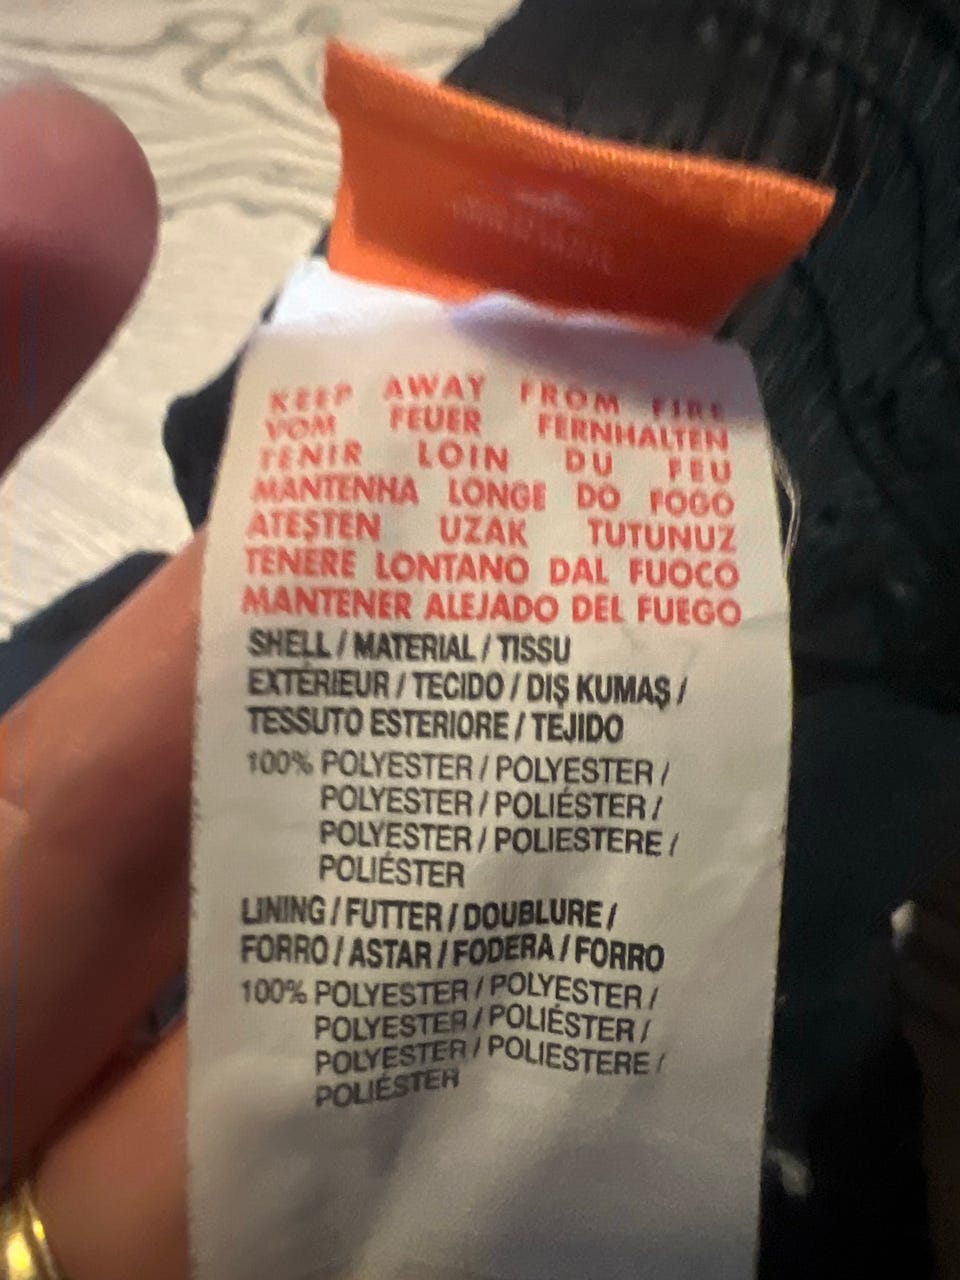 KEEP AWAY FROM FIRE
VOM FEUER FERNHALTEN
TENIR LOIN DU FEU
MANTENHA LONGE DO FOGO
ATEŞTEN UZAK TUTUNUZ
TENERE LONTANO DAL FUOCO
MANTENER ALEJADO DEL FUEGO
SHELL / MATERIAL / TISSU
EXTÉRIEUR / TECIDO / DIŞ KUMAŞ /
TESSUTO ESTERIORE / TEJIDO
100% POLYESTER / POLYESTER /
POLYESTER / POLIÉSTER /
POLYESTER / POLIESTERE /
POLIÉSTER
LINING / FUTTER / DOUBLURE /
FORRO / ASTAR / FODERA / FORRO
100% POLYESTER / POLYESTER /
POLYESTER / POLIÉSTER /
POLYESTER / POLIESTERE /
POLIÉSTER